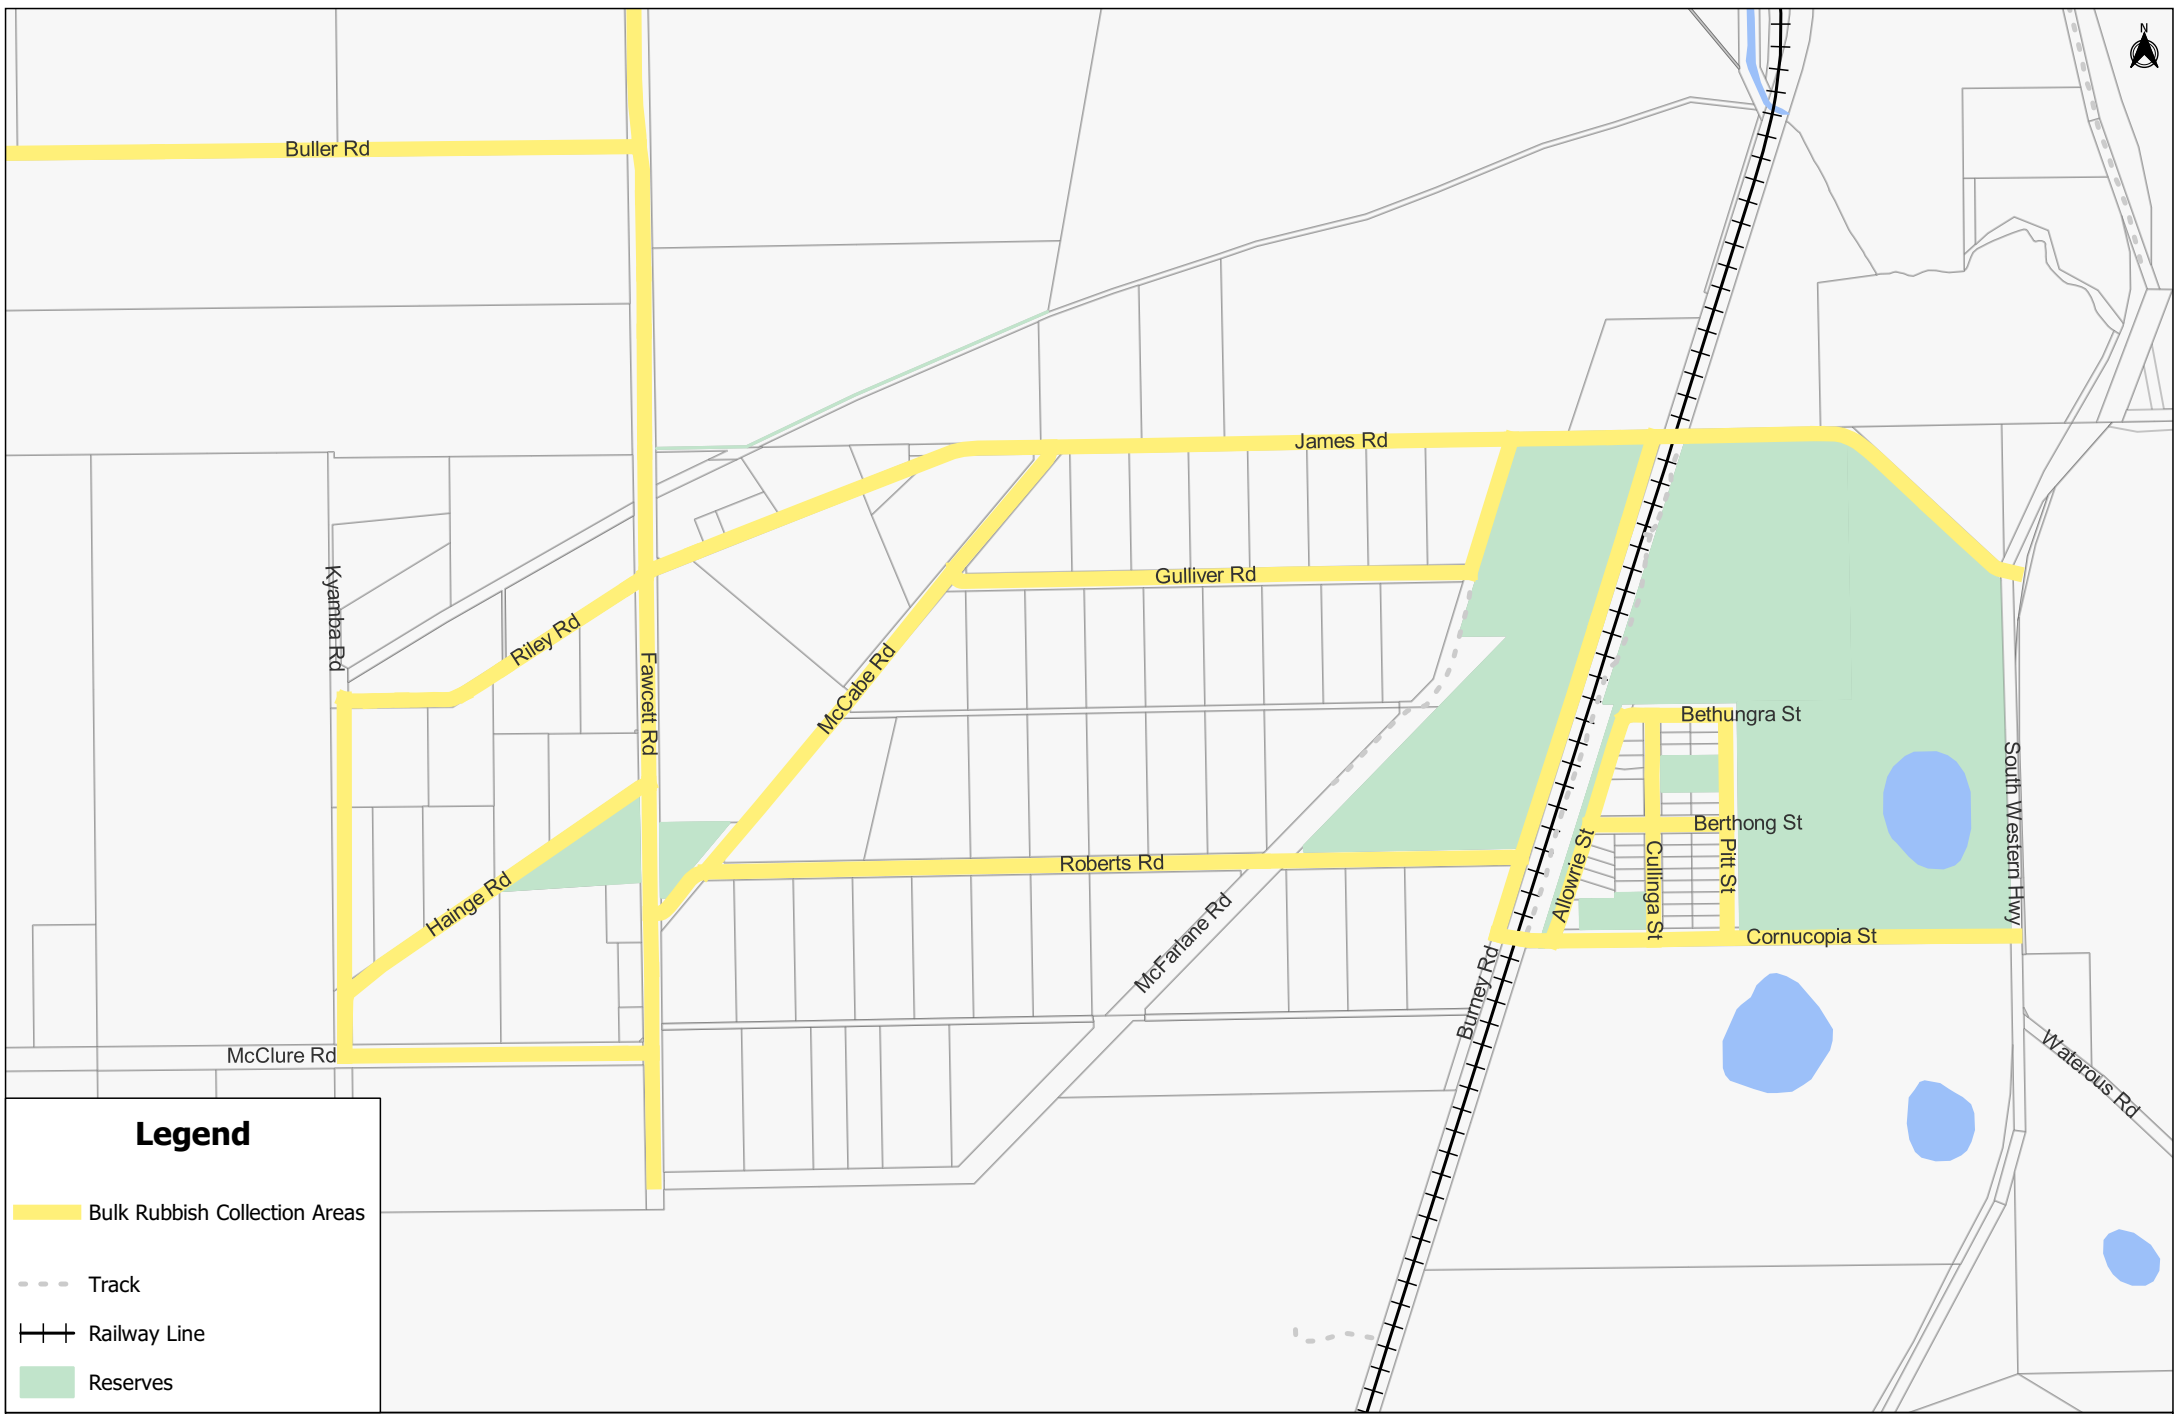 N
Buller Rd
James Rd
Kyamba Rd
Riley Rd
Gulliver Rd
Fawcett Rd
McCabe Rd
Bethungra St
South Western Hwy
Berthong St
Allowrie St
Cullinga St
Pitt St
Roberts Rd
Hainge Rd
McFarlane Rd
Cornucopia St
Burney Rd
McClure Rd
Waterous Rd
Legend
Bulk Rubbish Collection Areas
Track
Railway Line
Reserves